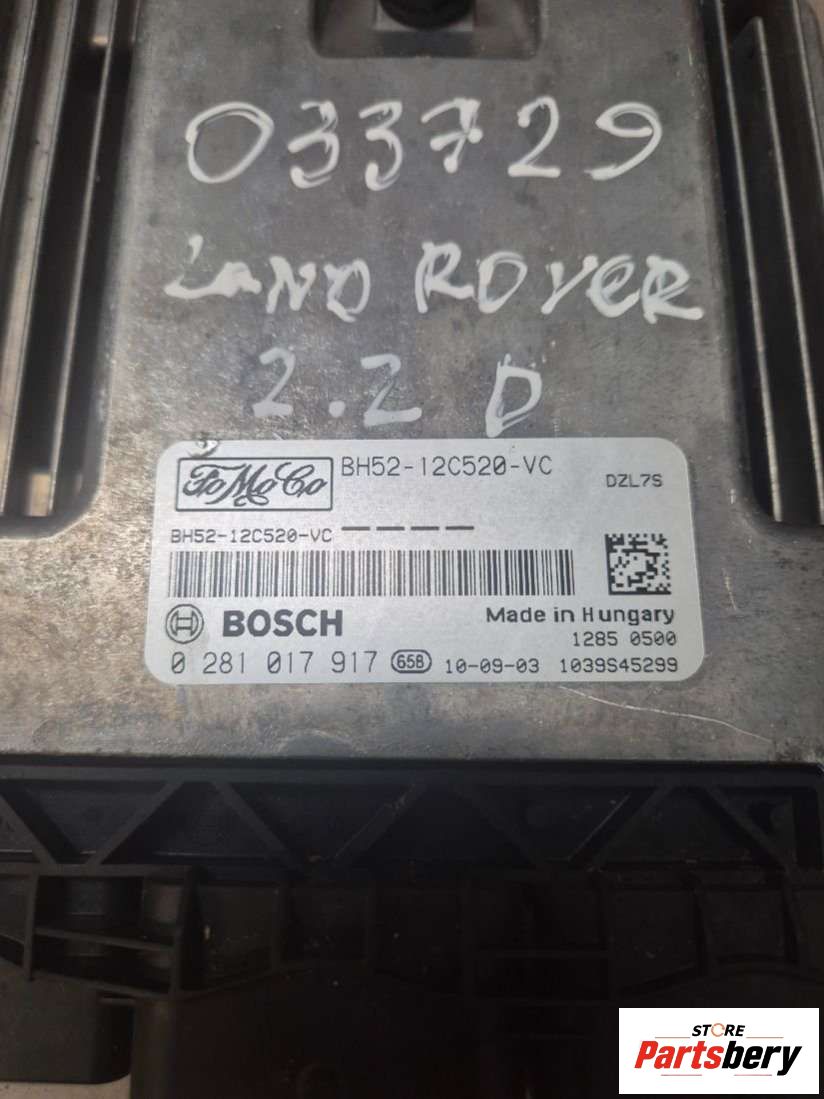 033729
LAND ROVER
2.2 D
FoMoCo
BH52-12C520-VC
DZL7S
BH52-12C520-VC
BOSCH
Made in Hungary
1285 0500
0 281 017 917 658 10-09-03 1039S45299
STORE
Partsbery